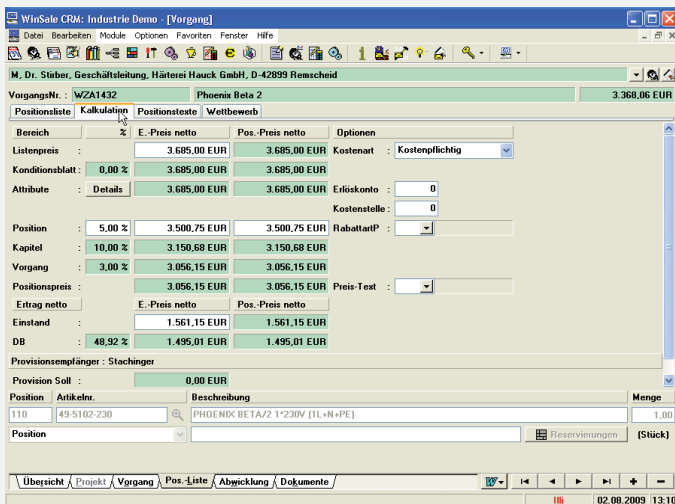 WinSale CRM: Industrie Demo - [Vorgang]
Datei Bearbeiten Module Optionen Favoriten Fenster Hilfe
M, Dr. Stüber, Geschäftsleitung, Härterei Hauck GmbH, D-42899 Remscheid
VorgangsNr. : WZA1432 Phoenix Beta 2 3.368,06 EUR
Positionsliste Kalkulation Positionstexte Wettbewerb
Bereich % E.-Preis netto Pos.-Preis netto Optionen
Listenpreis : 3.685,00 EUR 3.685,00 EUR Kostenart : Kostenpflichtig
Konditionsblatt : 0,00 % 3.685,00 EUR 3.685,00 EUR
Attribute : Details 3.685,00 EUR 3.685,00 EUR Erlöskonto : 0
Kostenstelle : 0
Position : 5,00 % 3.500,75 EUR 3.500,75 EUR RabattartP :
Kapitel : 10,00 % 3.150,68 EUR 3.150,68 EUR
Vorgang : 3,00 % 3.056,15 EUR 3.056,15 EUR
Positionspreis : 3.056,15 EUR 3.056,15 EUR Preis-Text :
Ertrag netto E.-Preis netto Pos.-Preis netto
Einstand : 1.561,15 EUR 1.561,15 EUR
DB : 48,92 % 1.495,01 EUR 1.495,01 EUR
Provisionsempfänger : Stachinger
Provision Soll : 0,00 EUR
Position Artikelnr. Beschreibung Menge
110 49-5102-230 PHOENIX BETA/2 1*230V (1L+N+PE) 1,00
Position Reservierungen (Stück)
Übersicht Projekt Vorgang Pos.-Liste Abwicklung Dokumente
Illi 02.08.2009 13:10